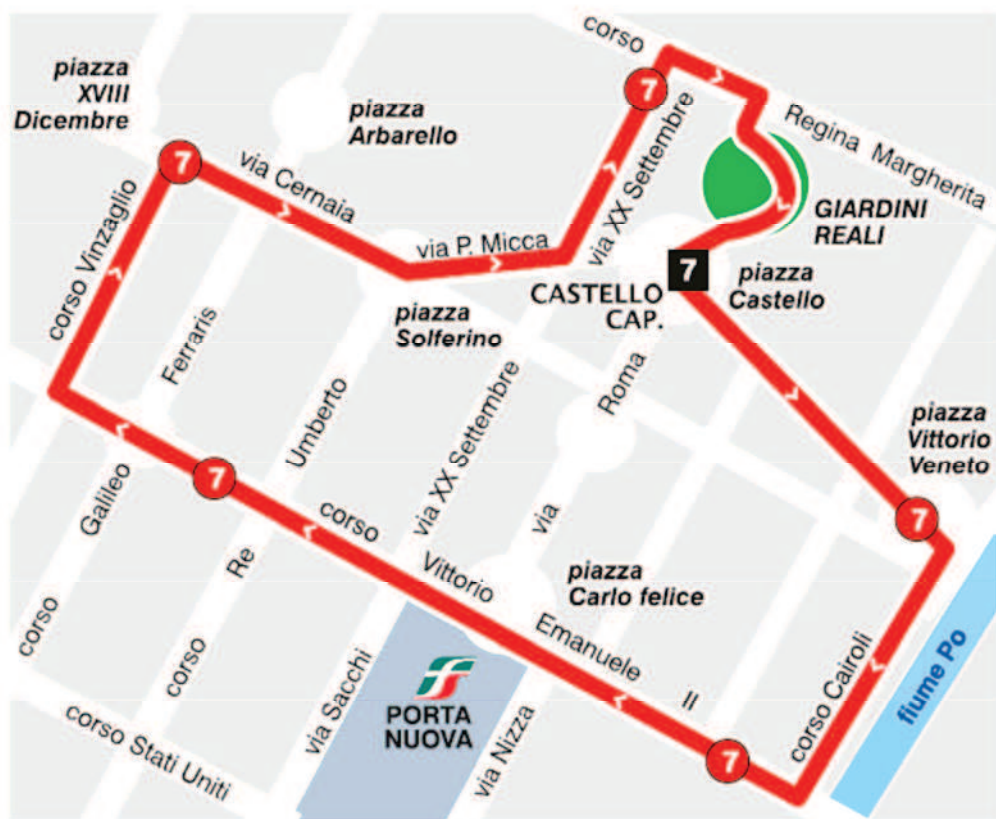 corso
Regina Margherita
piazza
XVIII
Dicembre
piazza
Arbarello
7
7
via Cernaia
via XX Settembre
GIARDINI
REALI
corso Vinzaglio
via P. Micca
7
piazza
Castello
CASTELLO
CAP.
piazza
Solferino
Ferraris
Umberto
via XX Settembre
Roma
piazza
Vittorio
Veneto
7
7
Galileo
corso
via
Re
Vittorio
piazza
Carlo felice
Emanuele
II
corso
corso
via Sacchi
PORTA
NUOVA
via Nizza
7
corso Cairoli
fiume Po
corso Stati Uniti